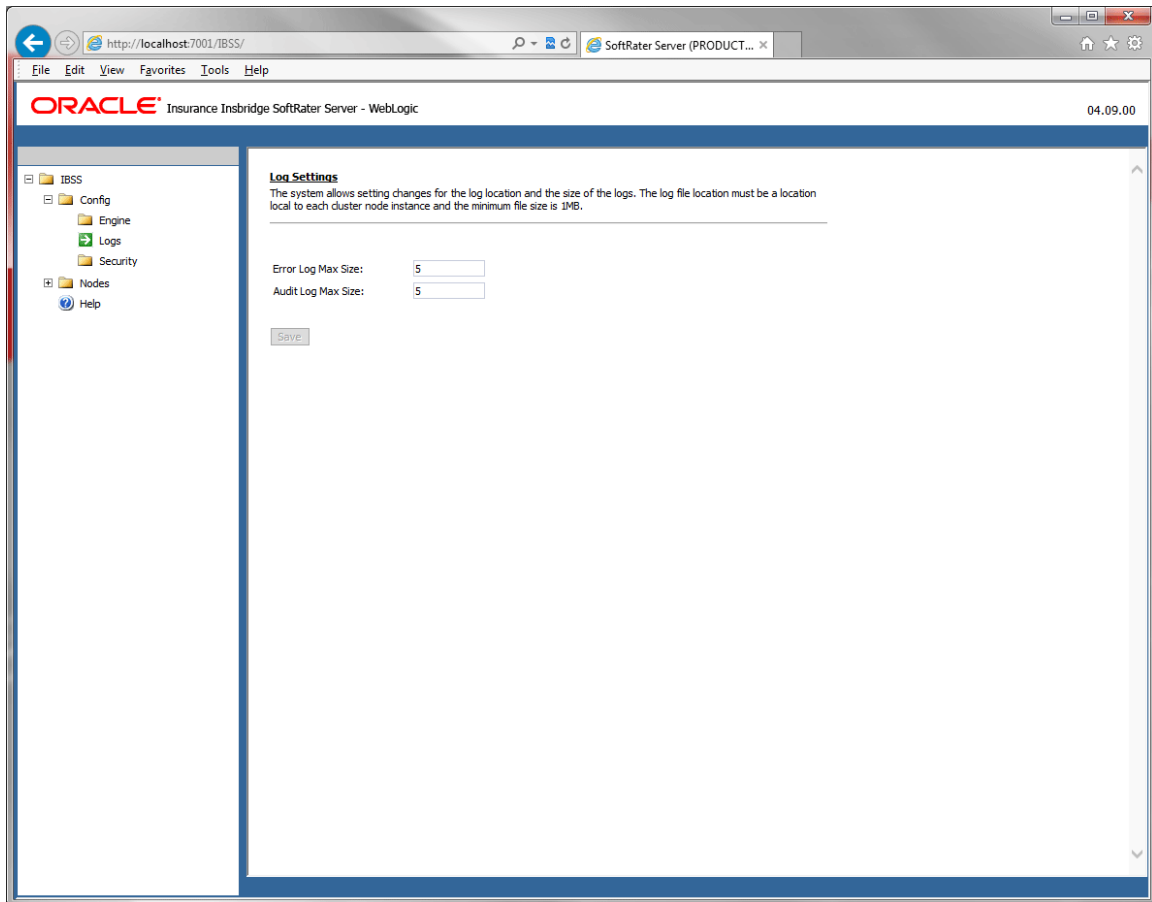 http://localhost:7001/IBSS/
SoftRater Server (PRODUCT...
File Edit View Favorites Tools Help
ORACLE Insurance Insbridge SoftRater Server - WebLogic
04.09.00
IBSS
Config
Engine
Logs
Security
Nodes
Help
Log Settings
The system allows setting changes for the log location and the size of the logs. The log file location must be a location
local to each cluster node instance and the minimum file size is 1MB.
Error Log Max Size: 5
Audit Log Max Size: 5
Save